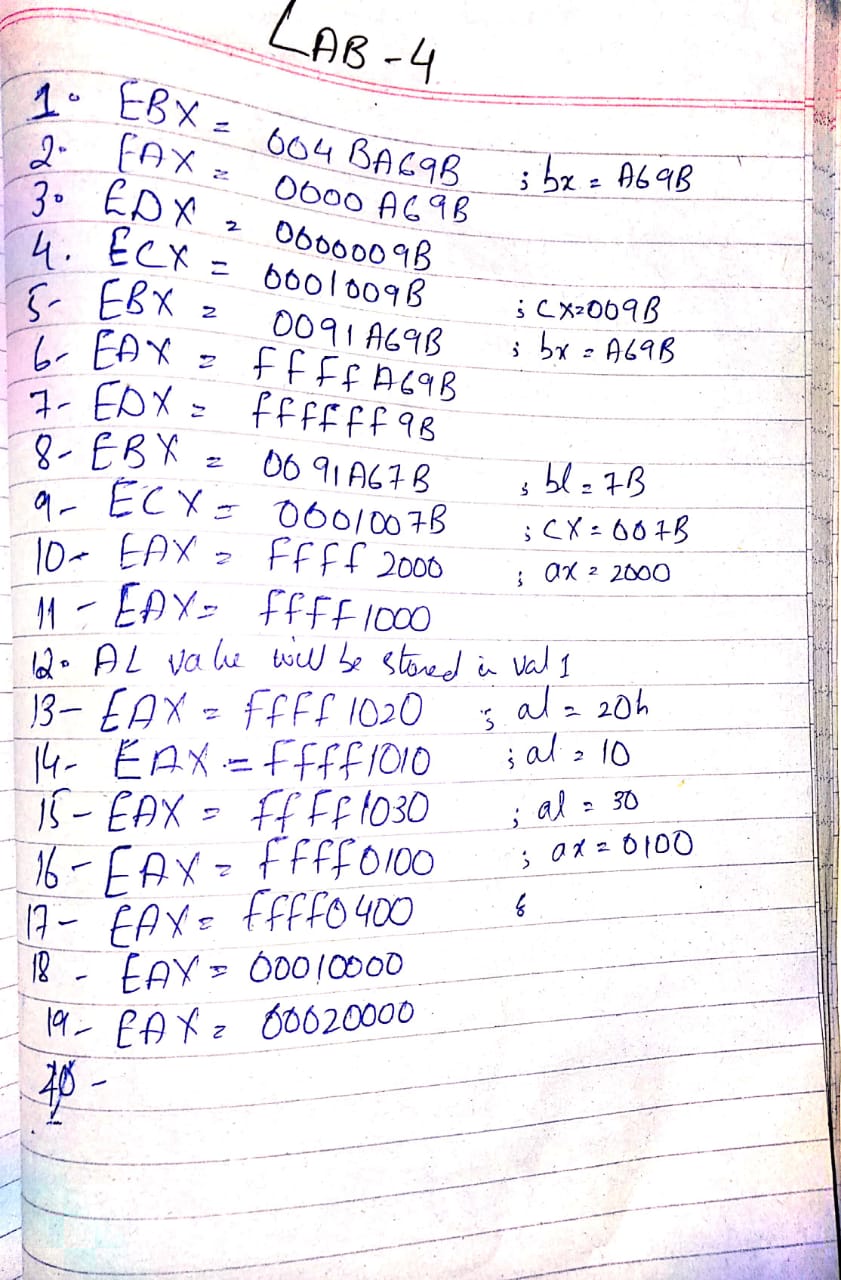 LAB-4
1. EBX = 004BA69B ; bx = A69B
2. EAX = 0000A69B
3. EDX = 0000009B
4. ECX = 0001009B ; CX=009B
5- EBX = 0091A69B ; bx = A69B
6- EAX = ffffA69B
7- EDX = ffffff9B
8- EBX = 0091A67B ; bl = 7B
9- ECX = 0001007B ; CX = 007B
10- EAX = ffff2000 ; ax = 2000
11 - EAX= ffff1000
12. AL value will be stored in val 1
13- EAX = ffff1020 ; al = 20h
14- EAX = ffff1010 ; al = 10
15- EAX = ffff1030 ; al = 30
16- EAX = ffff0100 ; ax = 0100
17- EAX = ffff0400 ;
18 - EAX = 00010000
19- EAX = 00020000